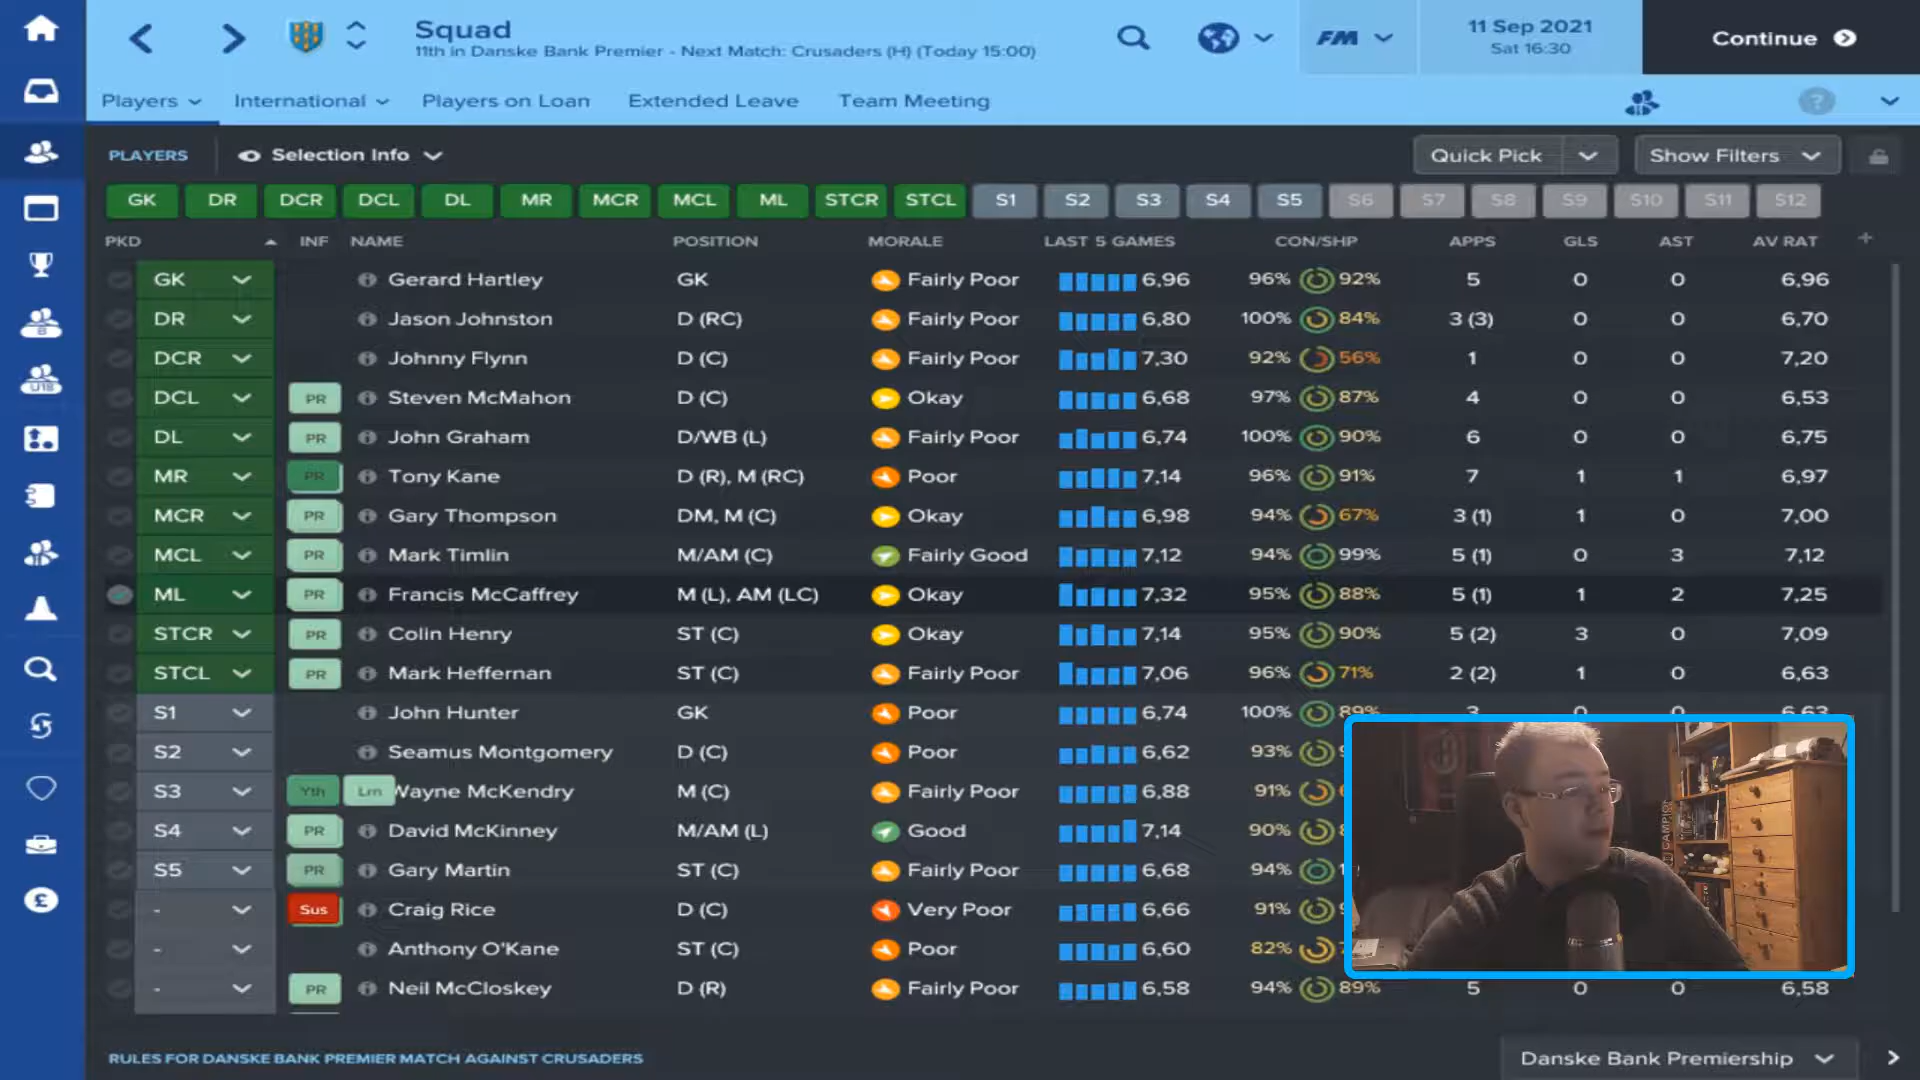 Squad
11th in Danske Bank Premier - Next Match: Crusaders (H) (Today 15:00)
FM
11 Sep 2021
Sat 16:30
Continue
Players International Players on Loan Extended Leave Team Meeting
?
PLAYERS Selection Info Quick Pick Show Filters
GK DR DCR DCL DL MR MCR MCL ML STCR STCL S1 S2 S3 S4 S5 S6 S7 S8 S9 S10 S11 S12
PKD INF NAME POSITION MORALE LAST 5 GAMES CON/SHP APPS GLS AST AV RAT +
GK Gerard Hartley GK Fairly Poor 6,96 96% 92% 5 0 0 6,96
DR Jason Johnston D (RC) Fairly Poor 6,80 100% 84% 3 (3) 0 0 6,70
DCR Johnny Flynn D (C) Fairly Poor 7,30 92% 56% 1 0 0 7,20
DCL PR Steven McMahon D (C) Okay 6,68 97% 87% 4 0 0 6,53
DL PR John Graham D/WB (L) Fairly Poor 6,74 100% 90% 6 0 0 6,75
MR PR Tony Kane D (R), M (RC) Poor 7,14 96% 91% 7 1 1 6,97
MCR PR Gary Thompson DM, M (C) Okay 6,98 94% 67% 3 (1) 1 0 7,00
MCL PR Mark Timlin M/AM (C) Fairly Good 7,12 94% 99% 5 (1) 0 3 7,12
ML PR Francis McCaffrey M (L), AM (LC) Okay 7,32 95% 88% 5 (1) 1 2 7,25
STCR PR Colin Henry ST (C) Okay 7,14 95% 90% 5 (2) 3 0 7,09
STCL PR Mark Heffernan ST (C) Fairly Poor 7,06 96% 71% 2 (2) 1 0 6,63
S1 John Hunter GK Poor 6,74 100% 89% 3 0 0 6,63
S2 Seamus Montgomery D (C) Poor 6,62 93%
S3 Yth Lrn Wayne McKendry M (C) Fairly Poor 6,88 91%
S4 PR David McKinney M/AM (L) Good 7,14 90%
S5 PR Gary Martin ST (C) Fairly Poor 6,68 94%
- Sus Craig Rice D (C) Very Poor 6,66 91%
- Anthony O'Kane ST (C) Poor 6,60 82%
- PR Neil McCloskey D (R) Fairly Poor 6,58 94% 89% 5 0 0 6,58
RULES FOR DANSKE BANK PREMIER MATCH AGAINST CRUSADERS
Danske Bank Premiership